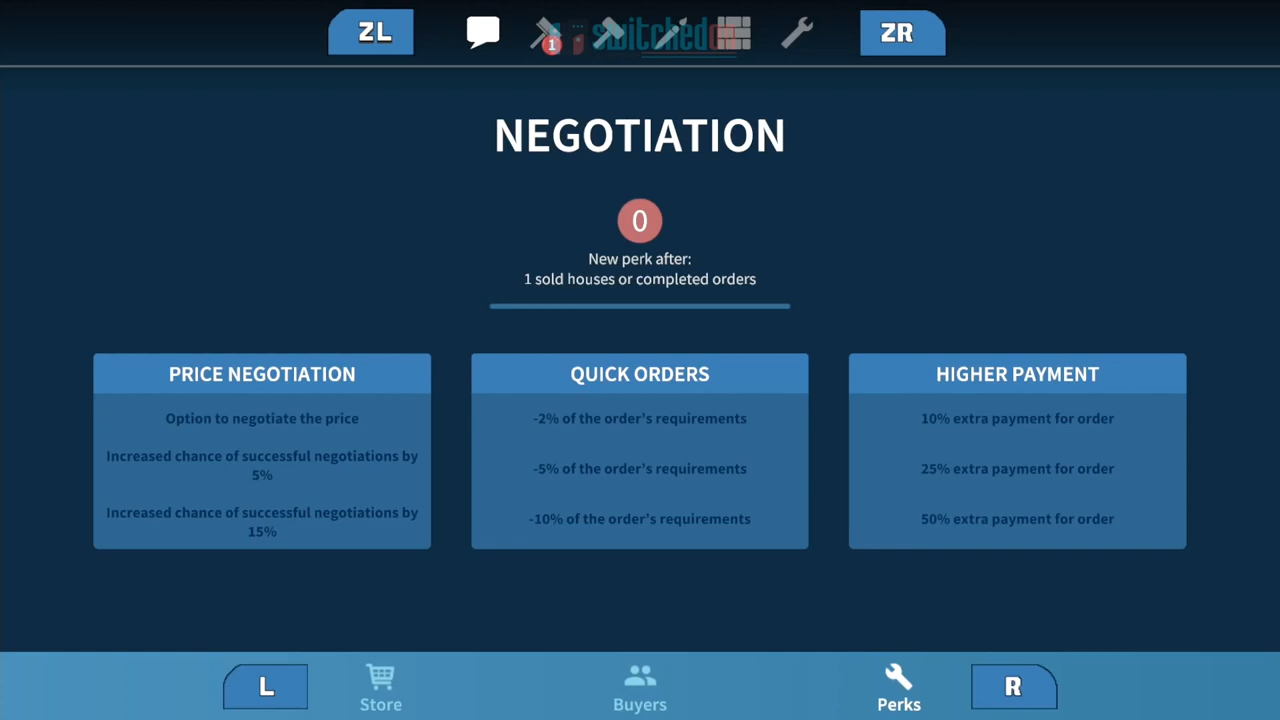 ZL
1
switched
ZR
NEGOTIATION
0
New perk after:
1 sold houses or completed orders
PRICE NEGOTIATION
Option to negotiate the price
Increased chance of successful negotiations by
5%
Increased chance of successful negotiations by
15%
QUICK ORDERS
-2% of the order's requirements
-5% of the order's requirements
-10% of the order's requirements
HIGHER PAYMENT
10% extra payment for order
25% extra payment for order
50% extra payment for order
L
Store
Buyers
Perks
R